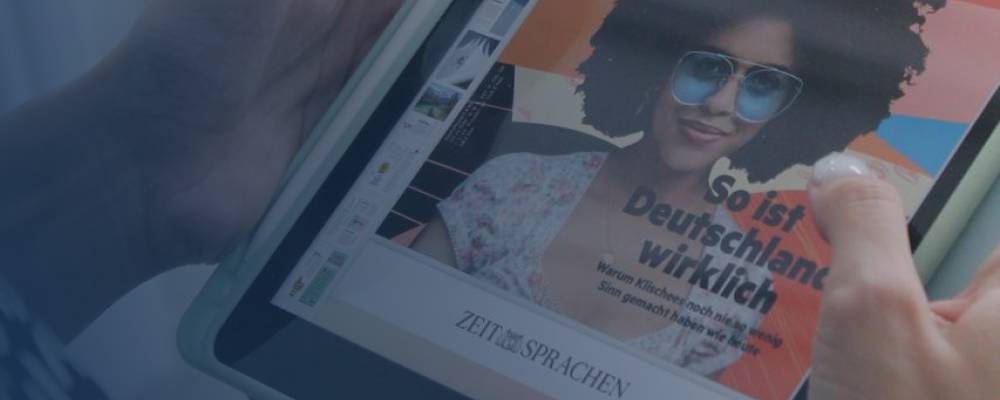 So ist
Deutschland
wirklich
Warum Klischees noch nie so wenig
Sinn gemacht haben wie heute
ZEIT SPRACHEN